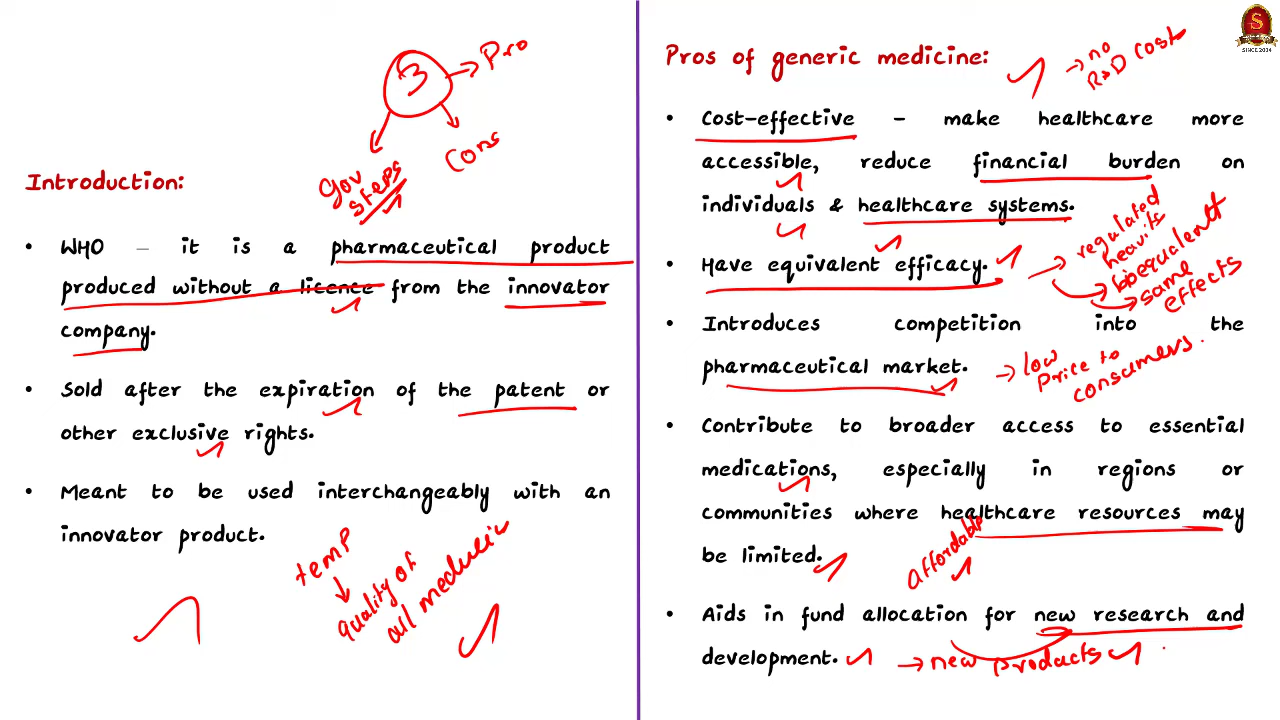 3
Pro
Cons
Gov
steps
Introduction:
• WHO – it is a pharmaceutical product
produced without a licence from the innovator
company.
• Sold after the expiration of the patent or
other exclusive rights.
• Meant to be used interchangeably with an
innovator product.
temp
quality of
all medicin
S
SINCE 2004
Pros of generic medicine:
→ no
R&D cost
• Cost-effective – make healthcare more
accessible, reduce financial burden on
individuals & healthcare systems.
• Have equivalent efficacy.
regulated
heavily
→ bioequivalent
→ same
effects
• Introduces competition into the
pharmaceutical market.
→ low
price to
consumers.
• Contribute to broader access to essential
medications, especially in regions or
communities where healthcare resources may
be limited.
affordable
• Aids in fund allocation for new research and
development.
→ new products